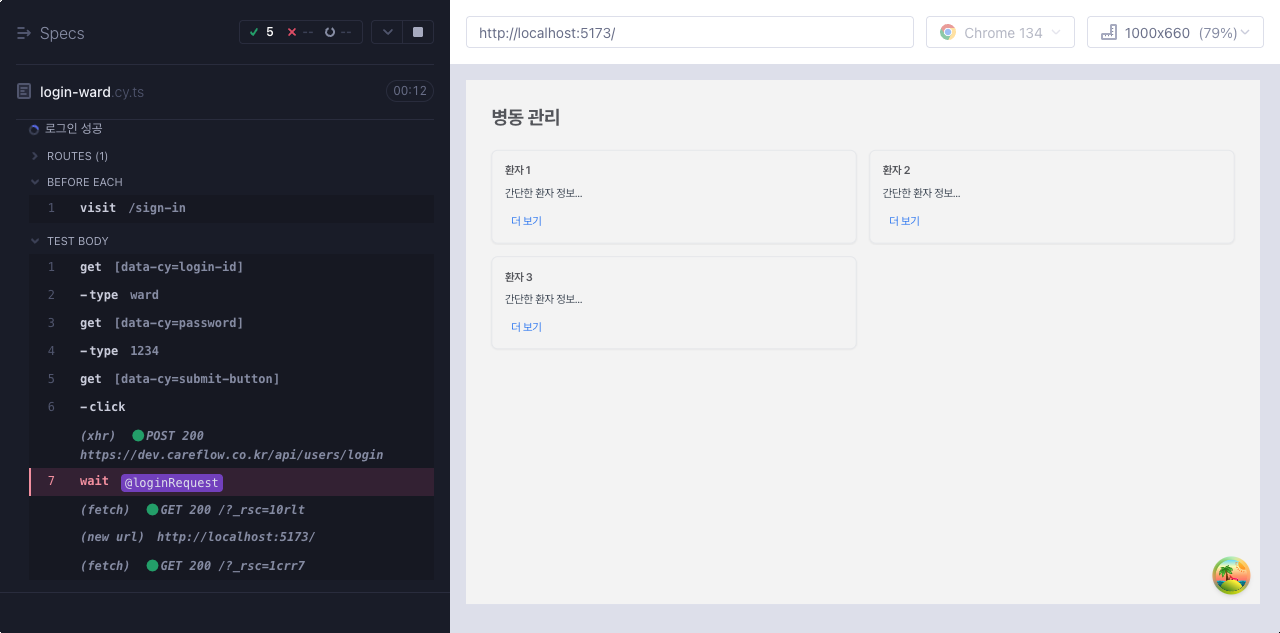 Specs
5 -- --
login-ward.cy.ts 00:12
로그인 성공
ROUTES (1)
BEFORE EACH
1 visit /sign-in
TEST BODY
1 get [data-cy=login-id]
2 -type ward
3 get [data-cy=password]
4 -type 1234
5 get [data-cy=submit-button]
6 -click
(xhr) POST 200
https://dev.careflow.co.kr/api/users/login
7 wait @loginRequest
(fetch) GET 200 /?_rsc=10rlt
(new url) http://localhost:5173/
(fetch) GET 200 /?_rsc=1crr7
http://localhost:5173/
Chrome 134
1000x660 (79%)
병동 관리
환자 1
간단한 환자 정보...
더 보기
환자 2
간단한 환자 정보...
더 보기
환자 3
간단한 환자 정보...
더 보기